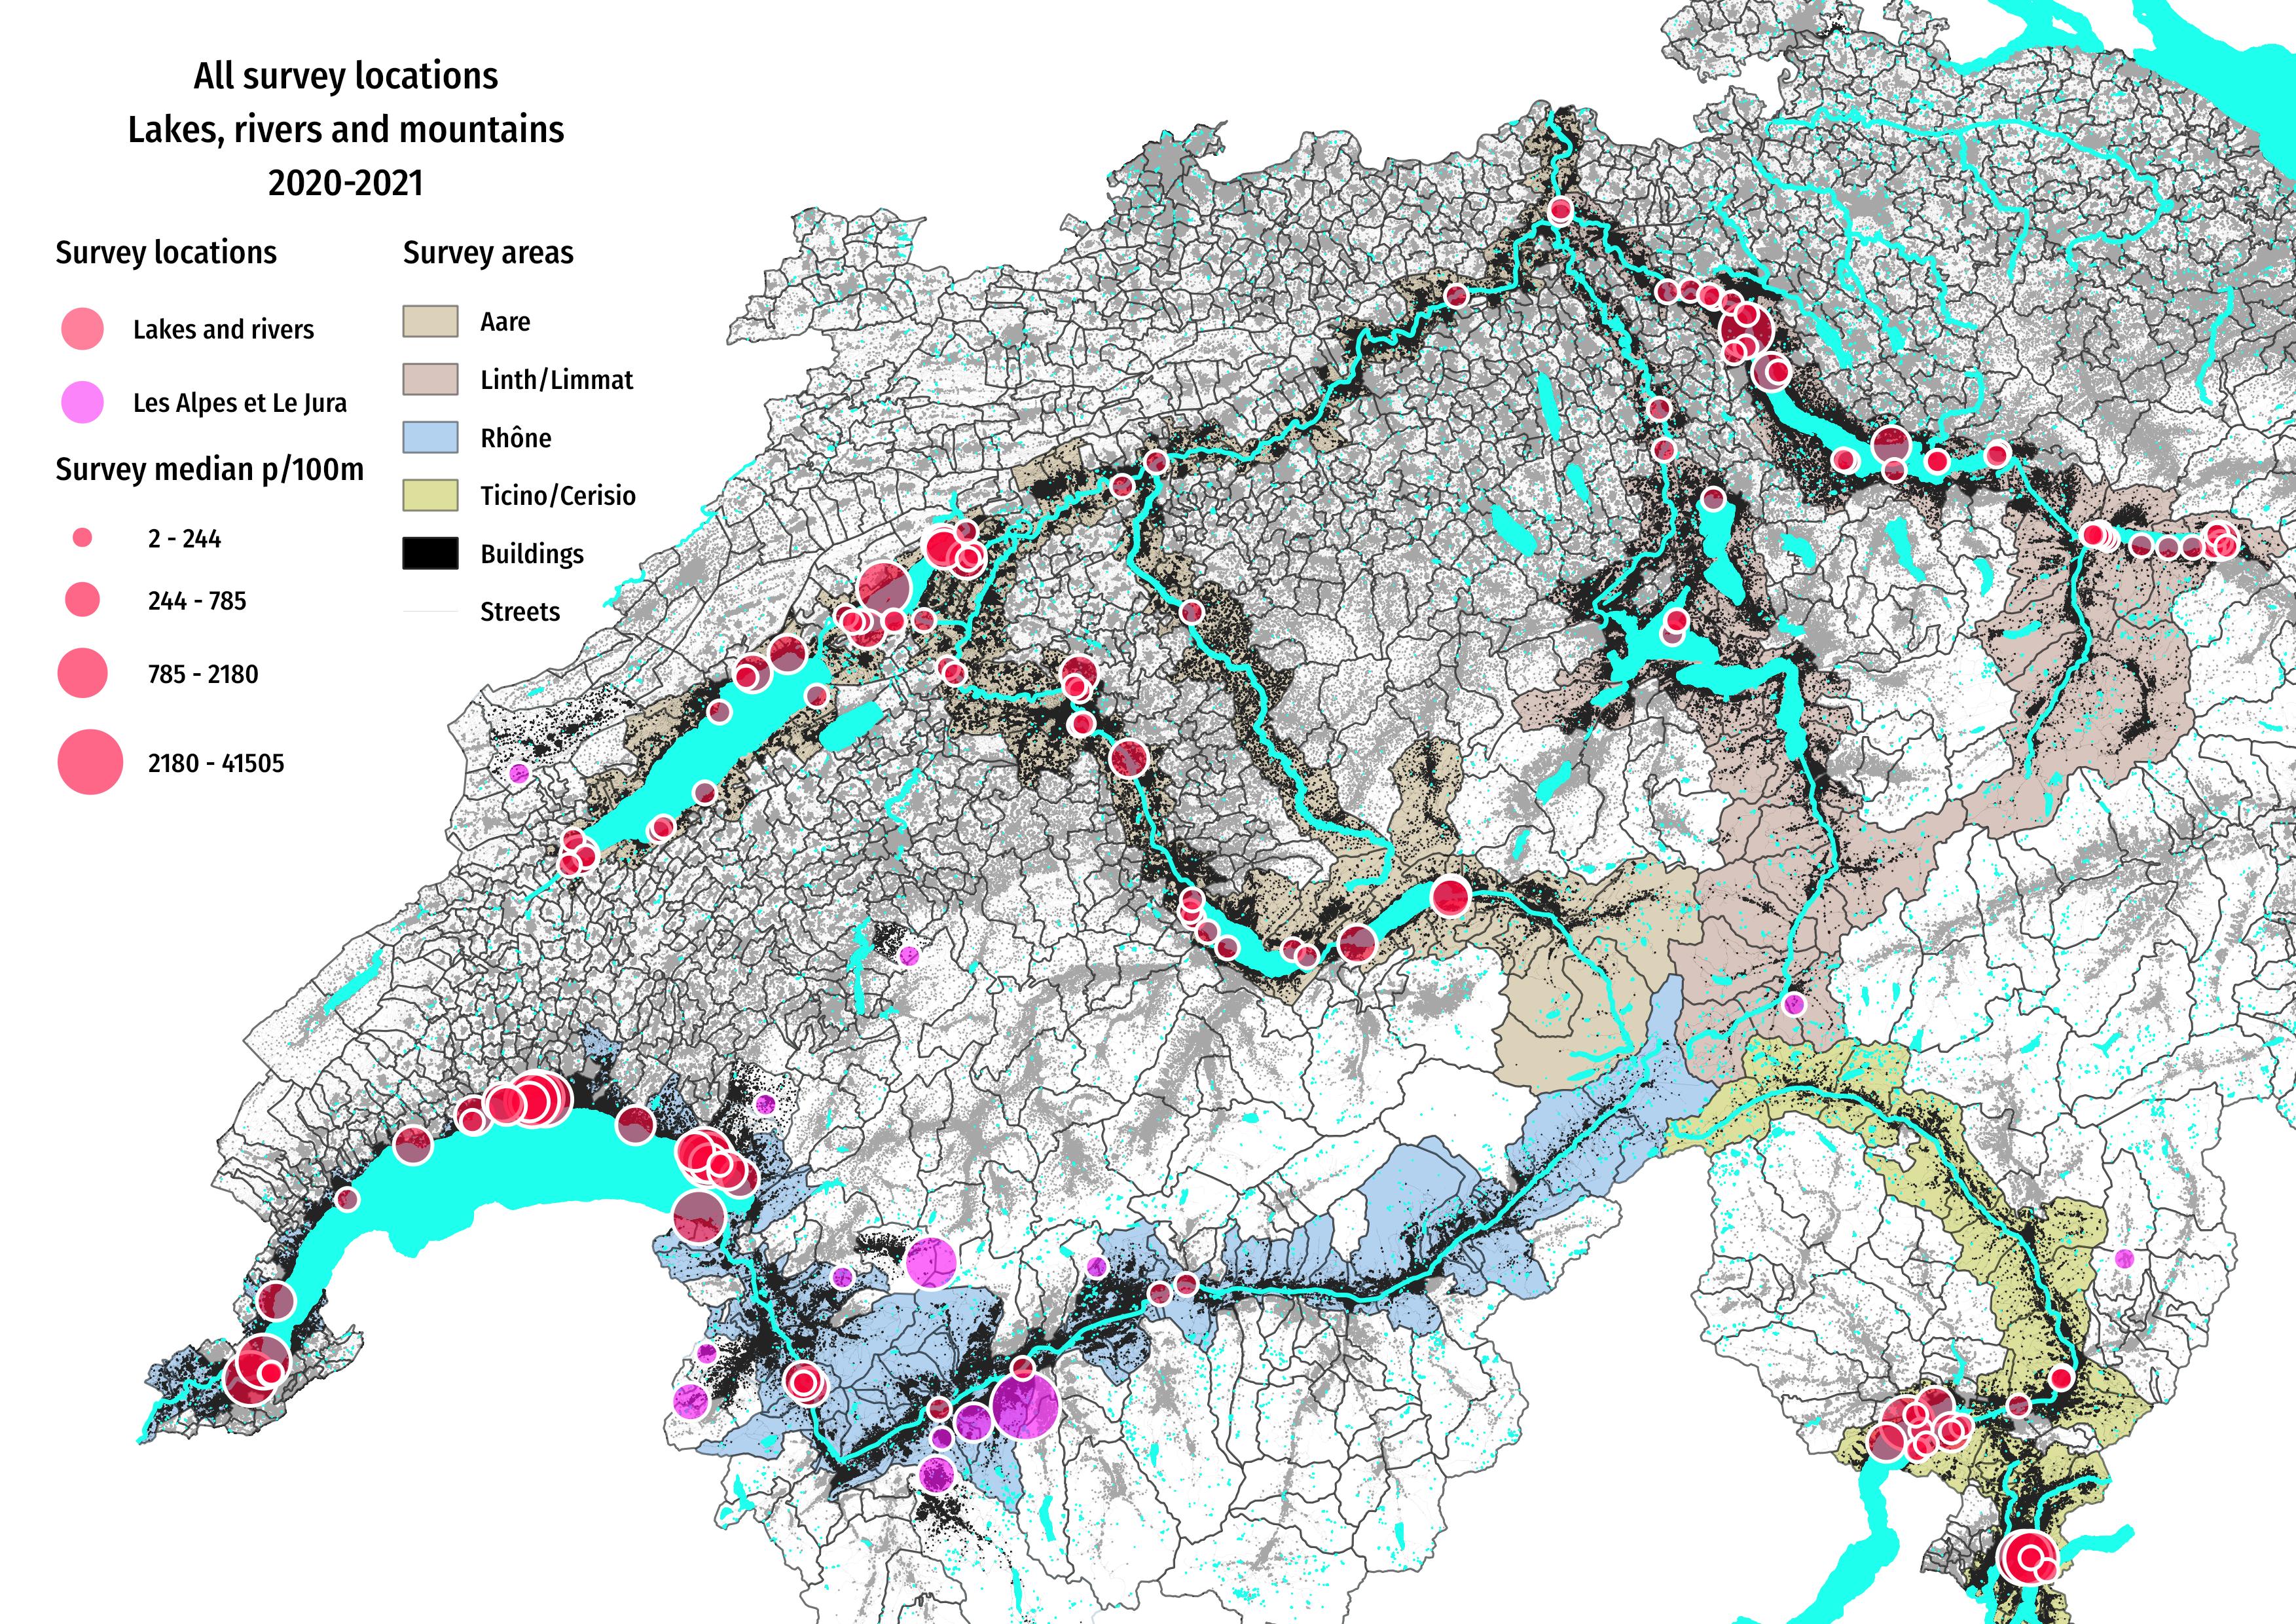 All survey locations
Lakes, rivers and mountains
2020-2021
Survey locations
Lakes and rivers
Les Alpes et Le Jura
Survey median p/100m
2 - 244
244 - 785
785 - 2180
2180 - 41505
Survey areas
Aare
Linth/Limmat
Rhône
Ticino/Cerisio
Buildings
Streets